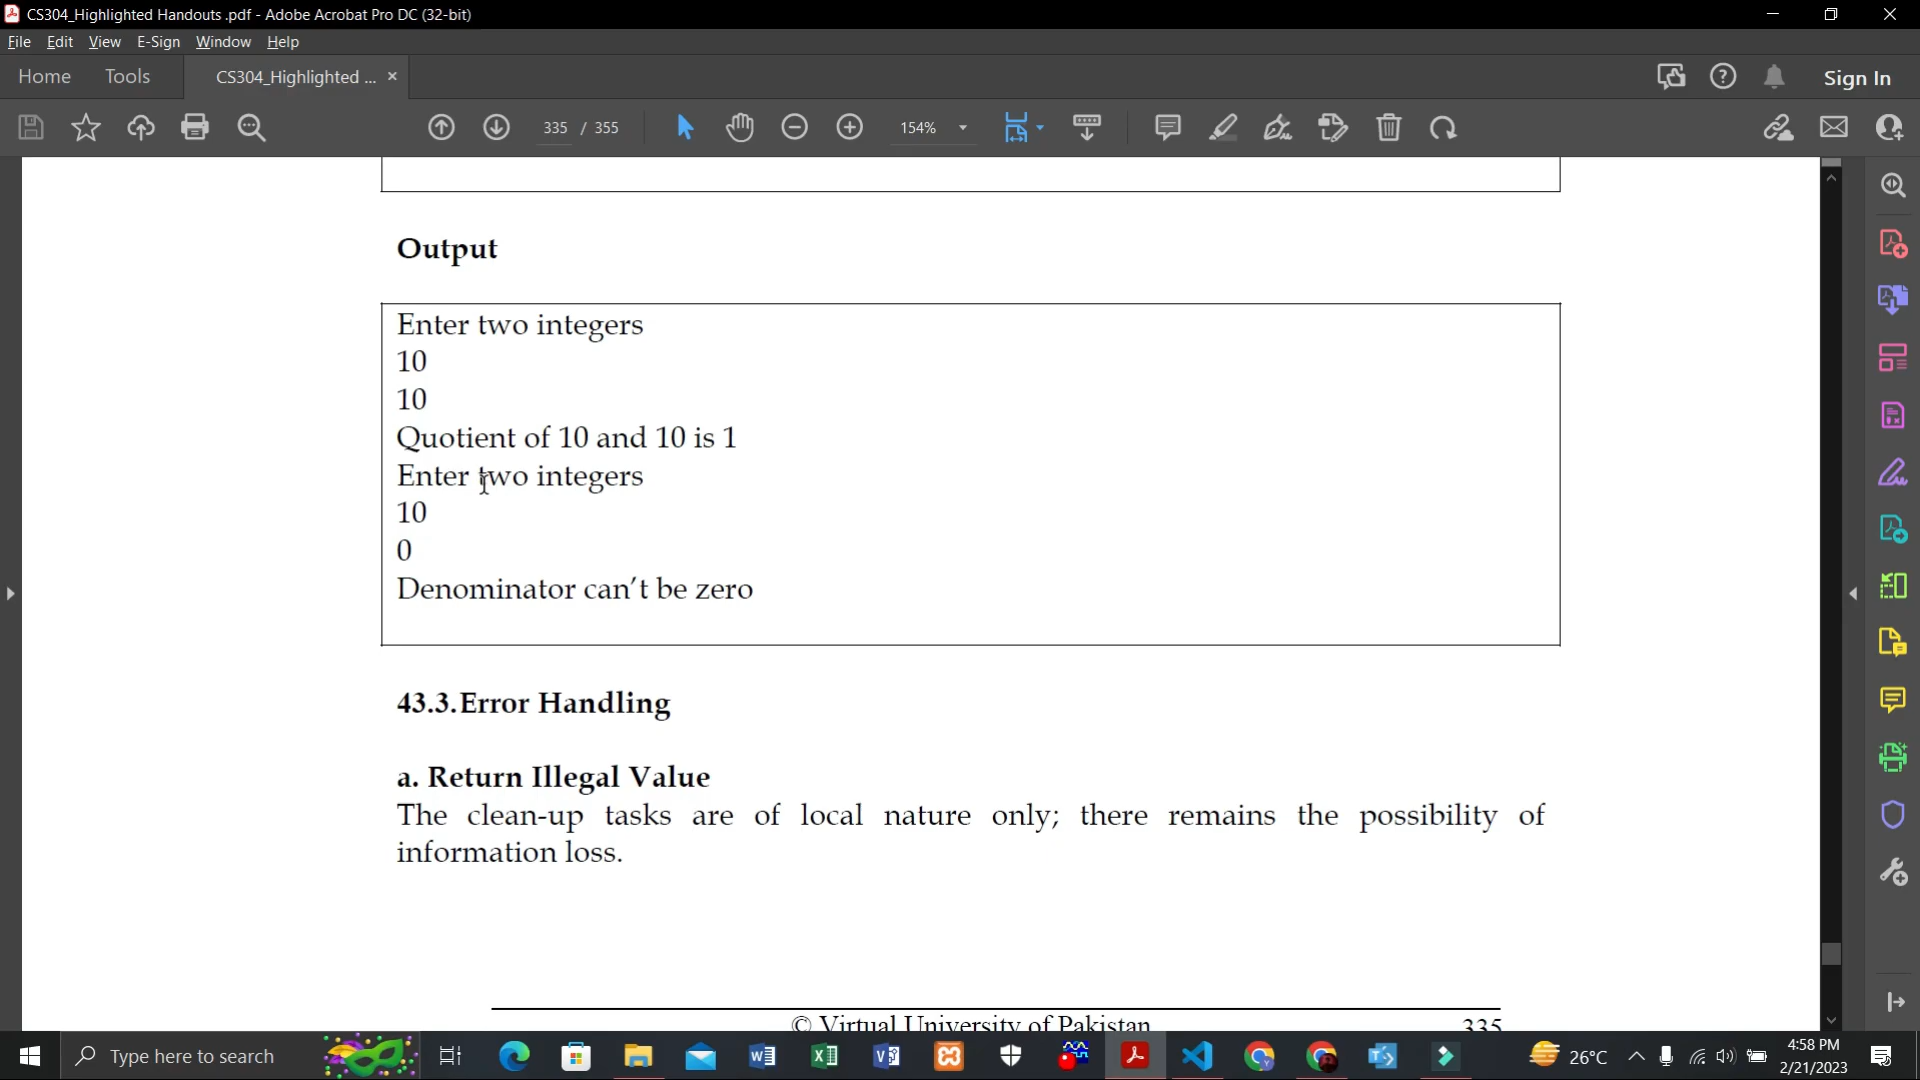 CS304_Highlighted Handouts .pdf - Adobe Acrobat Pro DC (32-bit)
File Edit View E-Sign Window Help
Home Tools CS304_Highlighted ... × Sign In
335 / 355 154%
Output
Enter two integers
10
10
Quotient of 10 and 10 is 1
Enter two integers
10
0
Denominator can't be zero
43.3.Error Handling
a. Return Illegal Value
The clean-up tasks are of local nature only; there remains the possibility of
information loss.
© Virtual University of Pakistan 335
Type here to search 26°C 4:58 PM
2/21/2023